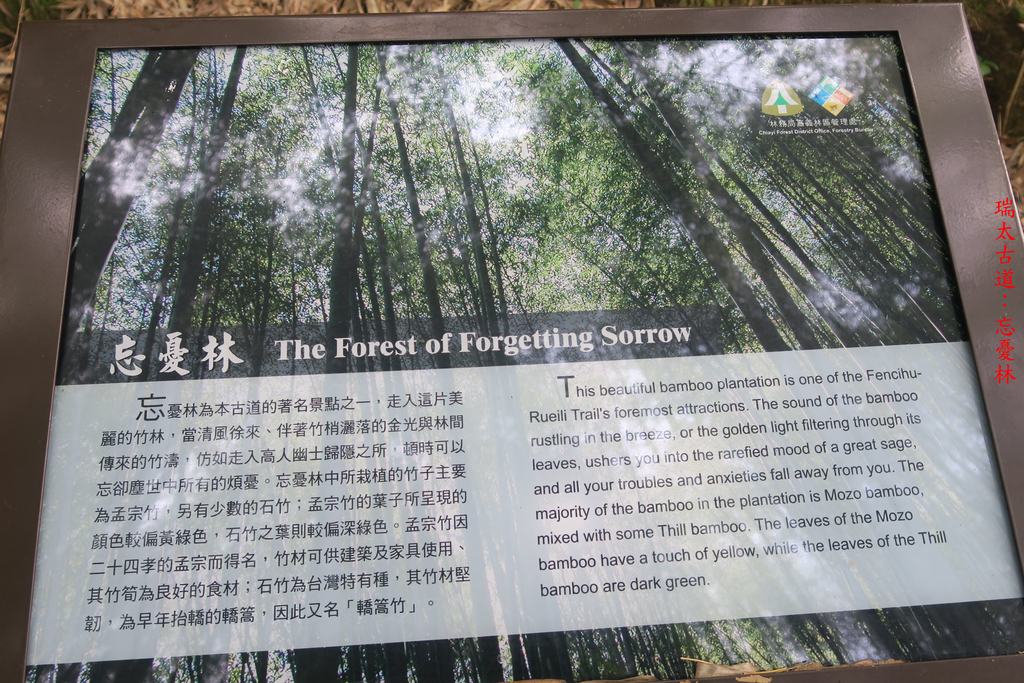 林務局嘉義林區管理處
Chiayi Forest District Office, Forestry Bureau
瑞太古道：忘憂林
忘憂林 The Forest of Forgetting Sorrow
忘憂林為本古道的著名景點之一，走入這片美
麗的竹林，當清風徐來、伴著竹梢灑落的金光與林間
傳來的竹濤，仿如走入高人幽士歸隱之所，頓時可以
忘卻塵世中所有的煩憂。忘憂林中所栽植的竹子主要
為孟宗竹，另有少數的石竹；孟宗竹的葉子所呈現的
顏色較偏黃綠色，石竹之葉則較偏深綠色。孟宗竹因
二十四孝的孟宗而得名，竹材可供建築及家具使用、
其竹筍為良好的食材；石竹為台灣特有種，其竹材堅
韌，為早年抬轎的轎篙，因此又名「轎篙竹」。
This beautiful bamboo plantation is one of the Fencihu-
Rueili Trail's foremost attractions. The sound of the bamboo
rustling in the breeze, or the golden light filtering through its
leaves, ushers you into the rarefied mood of a great sage,
and all your troubles and anxieties fall away from you. The
majority of the bamboo in the plantation is Mozo bamboo,
mixed with some Thill bamboo. The leaves of the Mozo
bamboo have a touch of yellow, while the leaves of the Thill
bamboo are dark green.